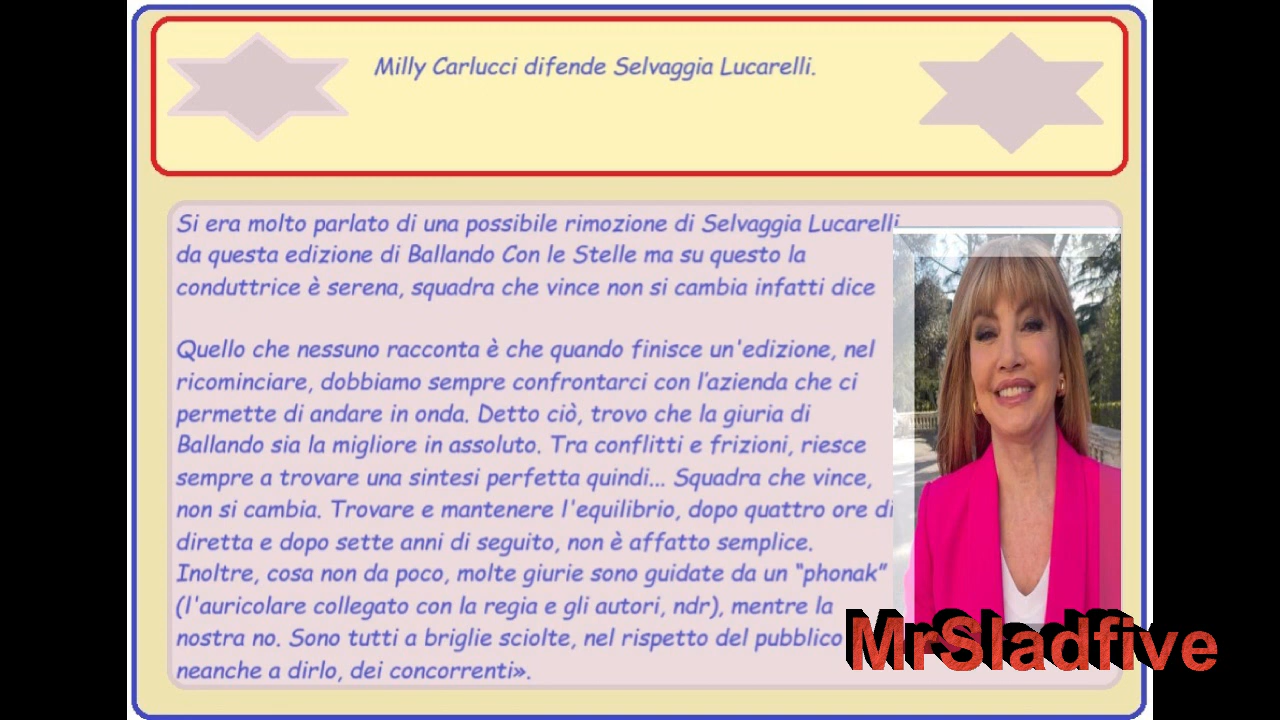 Milly Carlucci difende Selvaggia Lucarelli.
Si era molto parlato di una possibile rimozione di Selvaggia Lucarelli
da questa edizione di Ballando Con le Stelle ma su questo la
conduttrice è serena, squadra che vince non si cambia infatti dice
Quello che nessuno racconta è che quando finisce un'edizione, nel
ricominciare, dobbiamo sempre confrontarci con l'azienda che ci
permette di andare in onda. Detto ciò, trovo che la giuria di
Ballando sia la migliore in assoluto. Tra conflitti e frizioni, riesce
sempre a trovare una sintesi perfetta quindi... Squadra che vince,
non si cambia. Trovare e mantenere l'equilibrio, dopo quattro ore di
diretta e dopo sette anni di seguito, non è affatto semplice.
Inoltre, cosa non da poco, molte giurie sono guidate da un “phonak”
(l'auricolare collegato con la regia e gli autori, ndr), mentre la
nostra no. Sono tutti a briglie sciolte, nel rispetto del pubblico
neanche a dirlo, dei concorrenti».
MrSladfive